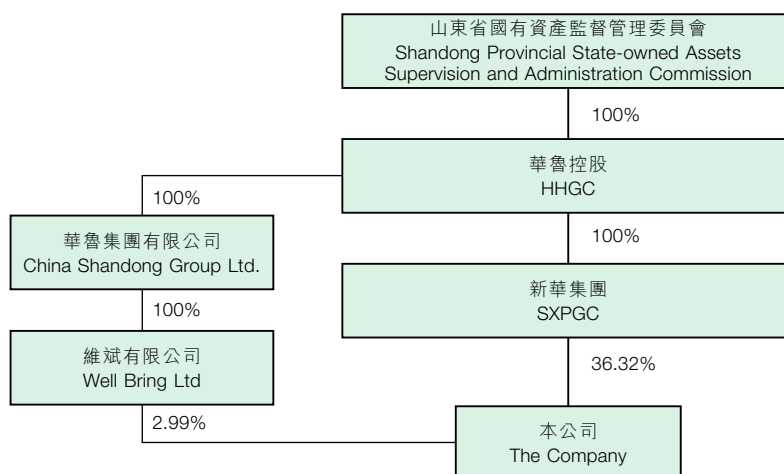 山東省國有資產監督管理委員會
Shandong Provincial State-owned Assets
Supervision and Administration Commission
100%
華魯控股
HHGC
100%
華魯集團有限公司
China Shandong Group Ltd.
100%
新華集團
SXPGC
100%
維斌有限公司
Well Bring Ltd
36.32%
2.99%
本公司
The Company